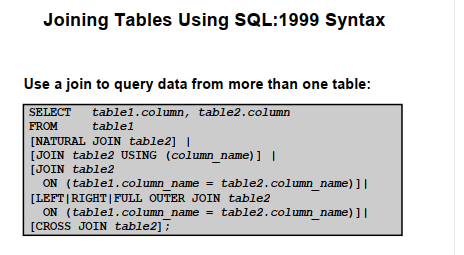 Joining Tables Using SQL:1999 Syntax
Use a join to query data from more than one table:
SELECT table1.column, table2.column
FROM table1
[NATURAL JOIN table2] |
[JOIN table2 USING (column_name)] |
[JOIN table2
ON (table1.column_name = table2.column_name)]|
[LEFT|RIGHT|FULL OUTER JOIN table2
ON (table1.column_name = table2.column_name)]|
[CROSS JOIN table2];